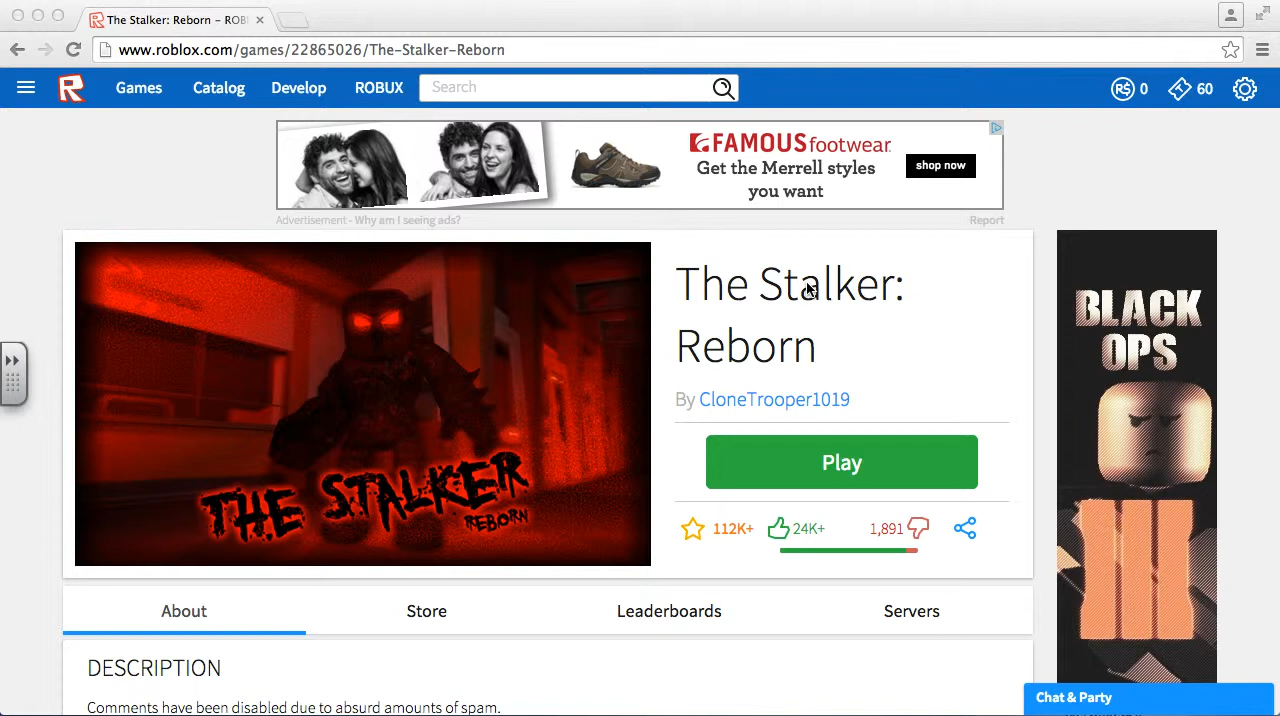 The Stalker: Reborn – ROB
www.roblox.com/games/22865026/The-Stalker-Reborn
Games
Catalog
Develop
ROBUX
Search
R$ 0
60
FAMOUS footwear
Get the Merrell styles
you want
shop now
Advertisement - Why am I seeing ads?
Report
THE STALKER
REBORN
The Stalker:
Reborn
By CloneTrooper1019
Play
112K+
24K+
1,891
BLACK
OPS
III
About
Store
Leaderboards
Servers
DESCRIPTION
Comments have been disabled due to absurd amounts of spam.
Chat & Party